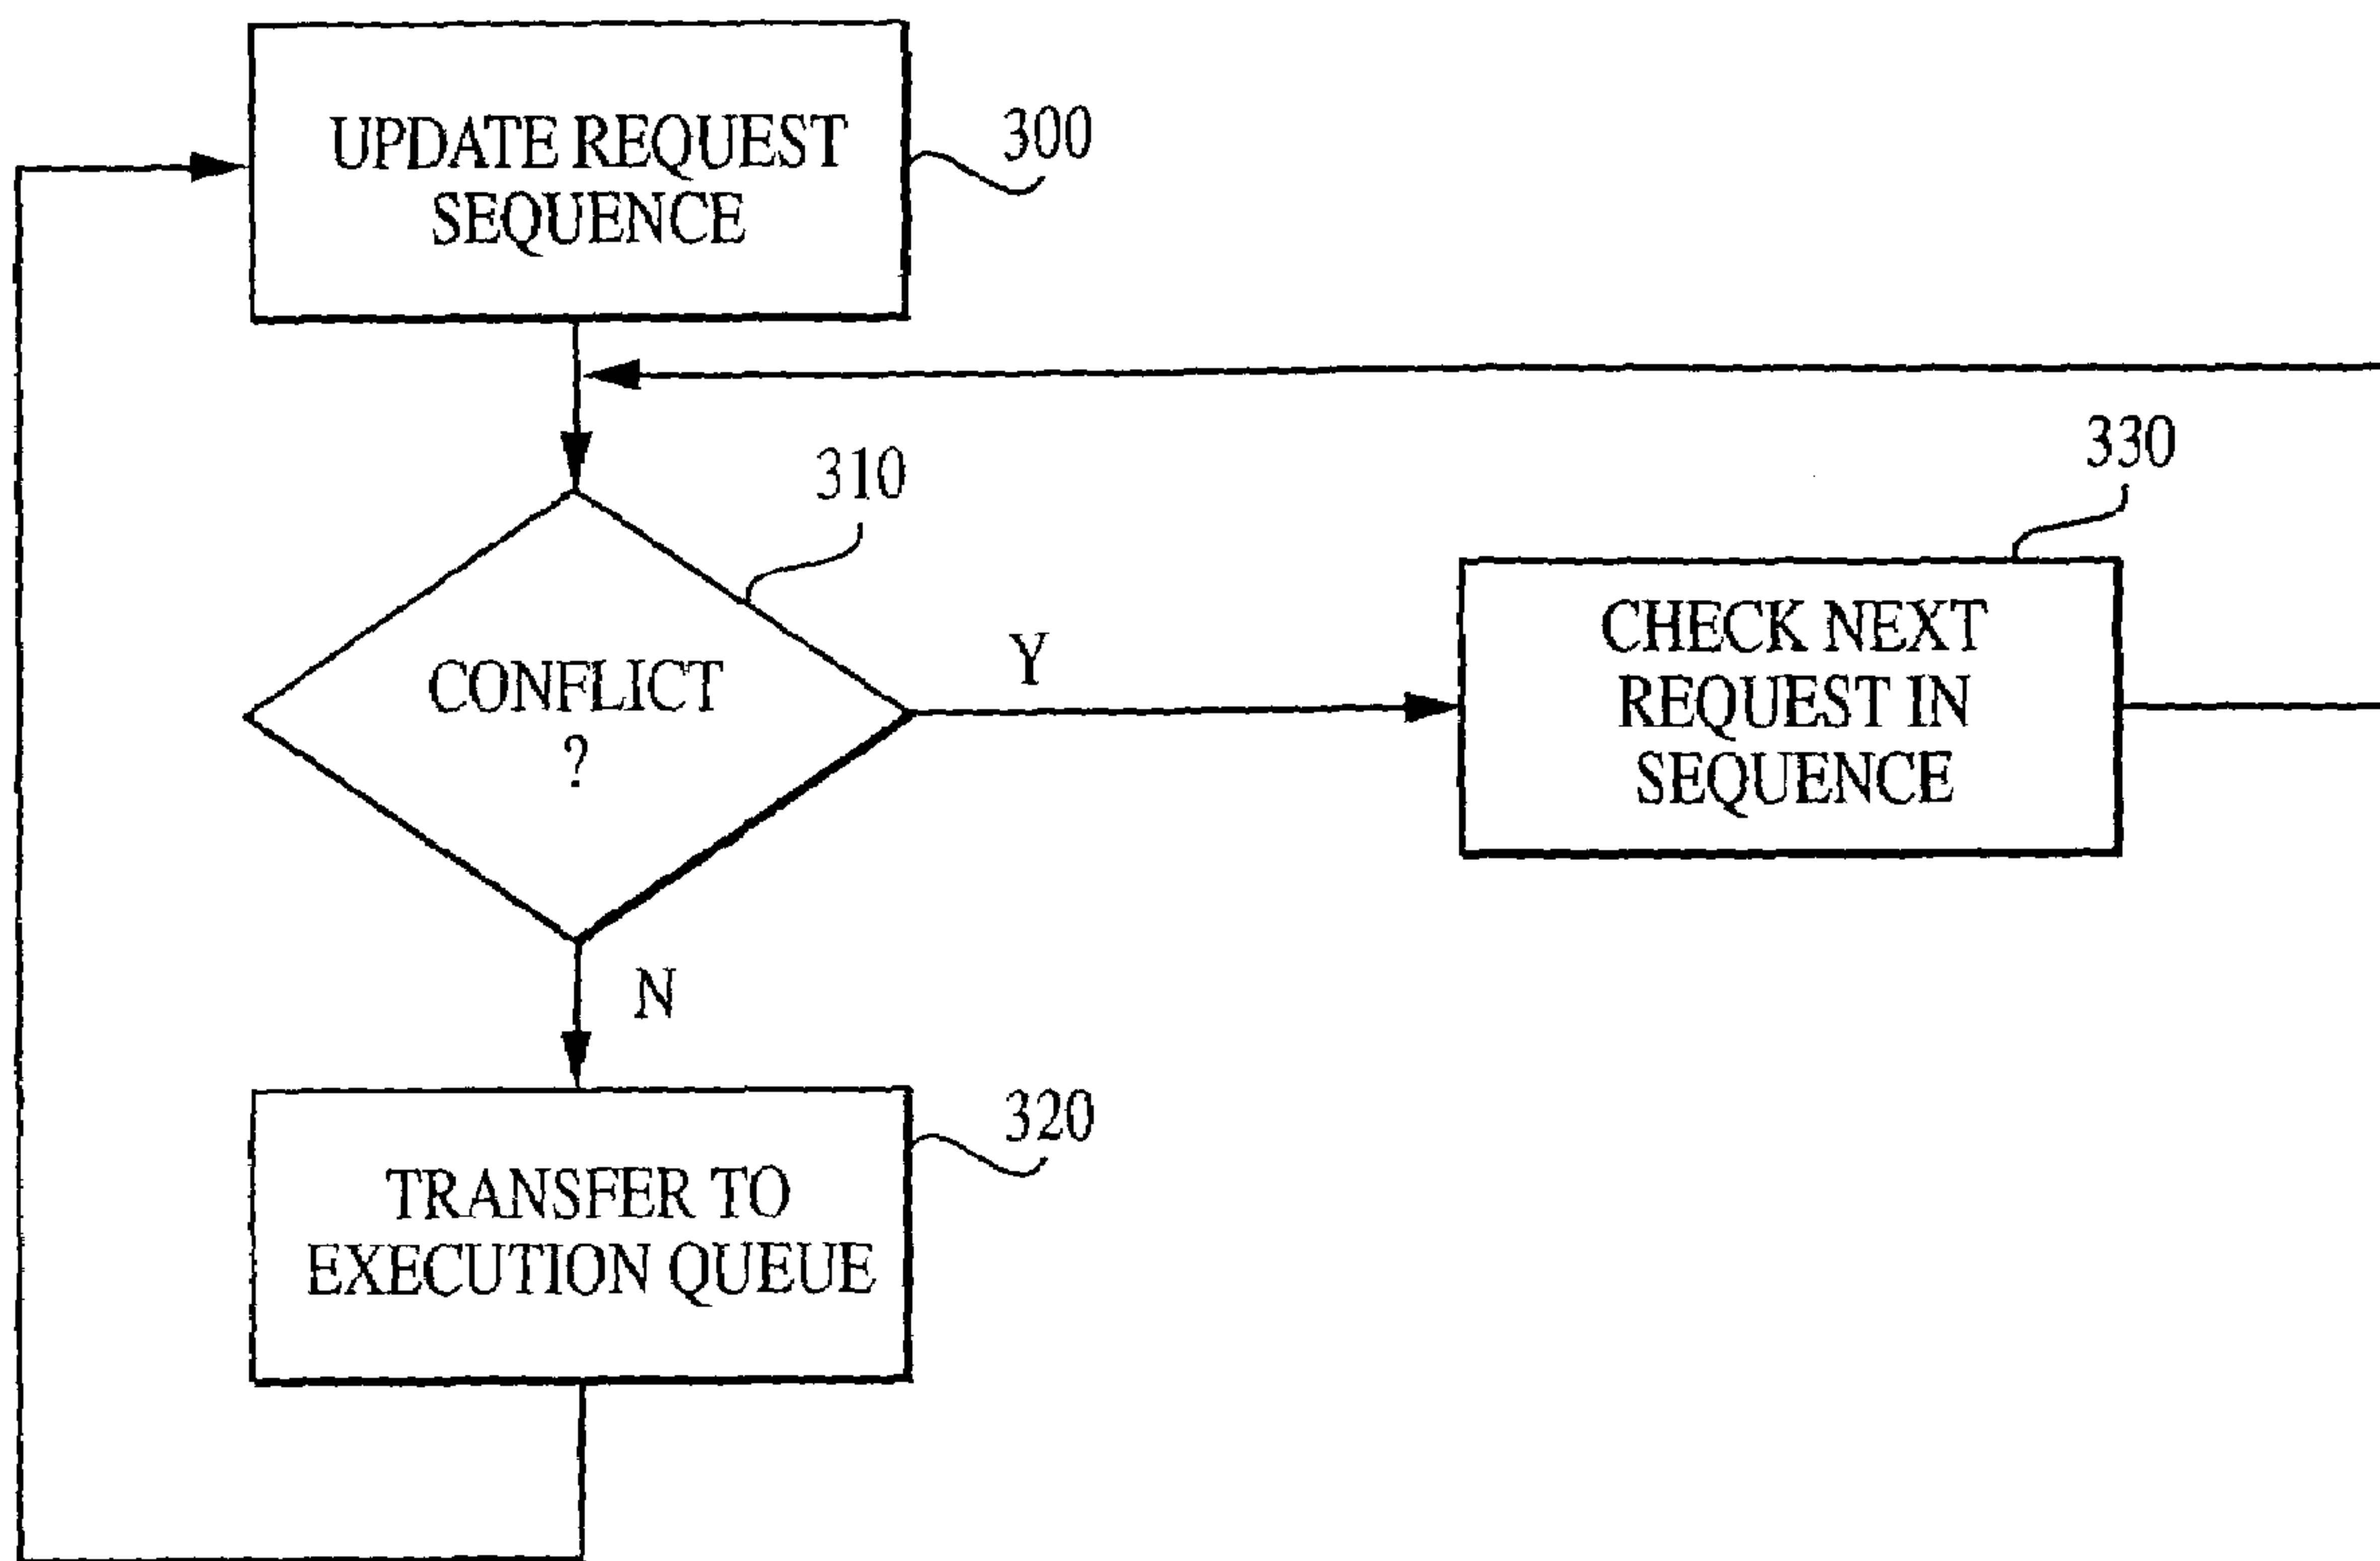 UPDATE REQUEST
SEQUENCE
300
310
CONFLICT
?
Y
330
CHECK NEXT
REQUEST IN
SEQUENCE
N
320
TRANSFER TO
EXECUTION QUEUE